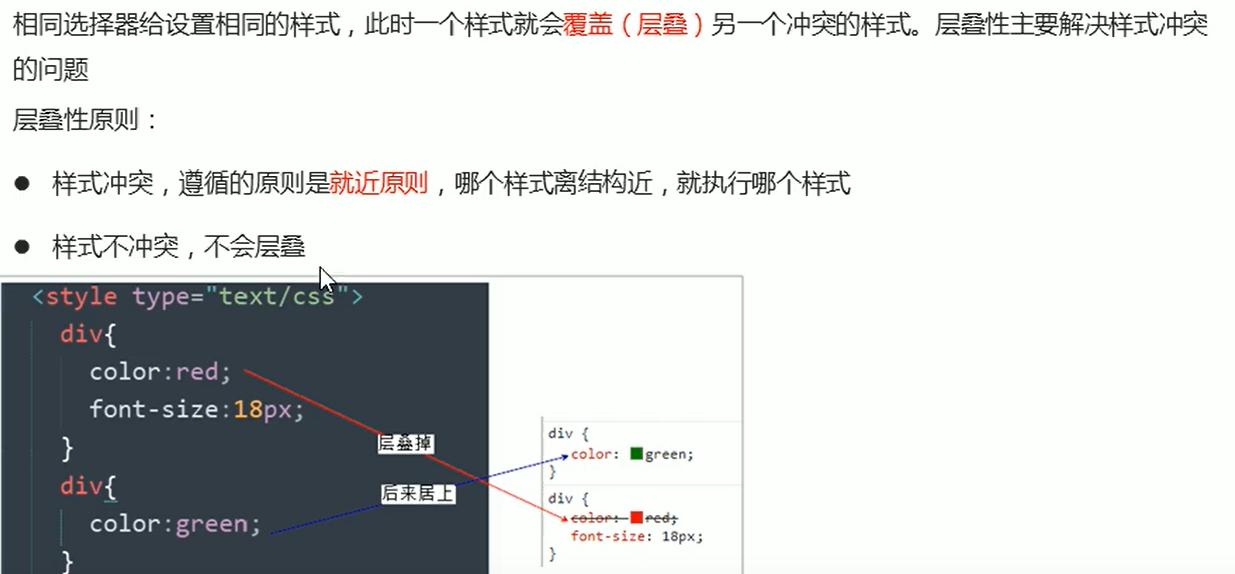 相同选择器给设置相同的样式，此时一个样式就会覆盖（层叠）另一个冲突的样式。层叠性主要解决样式冲突
的问题
层叠性原则：
● 样式冲突，遵循的原则是就近原则，哪个样式离结构近，就执行哪个样式
● 样式不冲突，不会层叠
<style type="text/css">
div{
color:red;
font-size:18px;
}
div{
color:green;
}
层叠掉
后来居上
div {
color: green;
}
div {
color: red;
font-size: 18px;
}